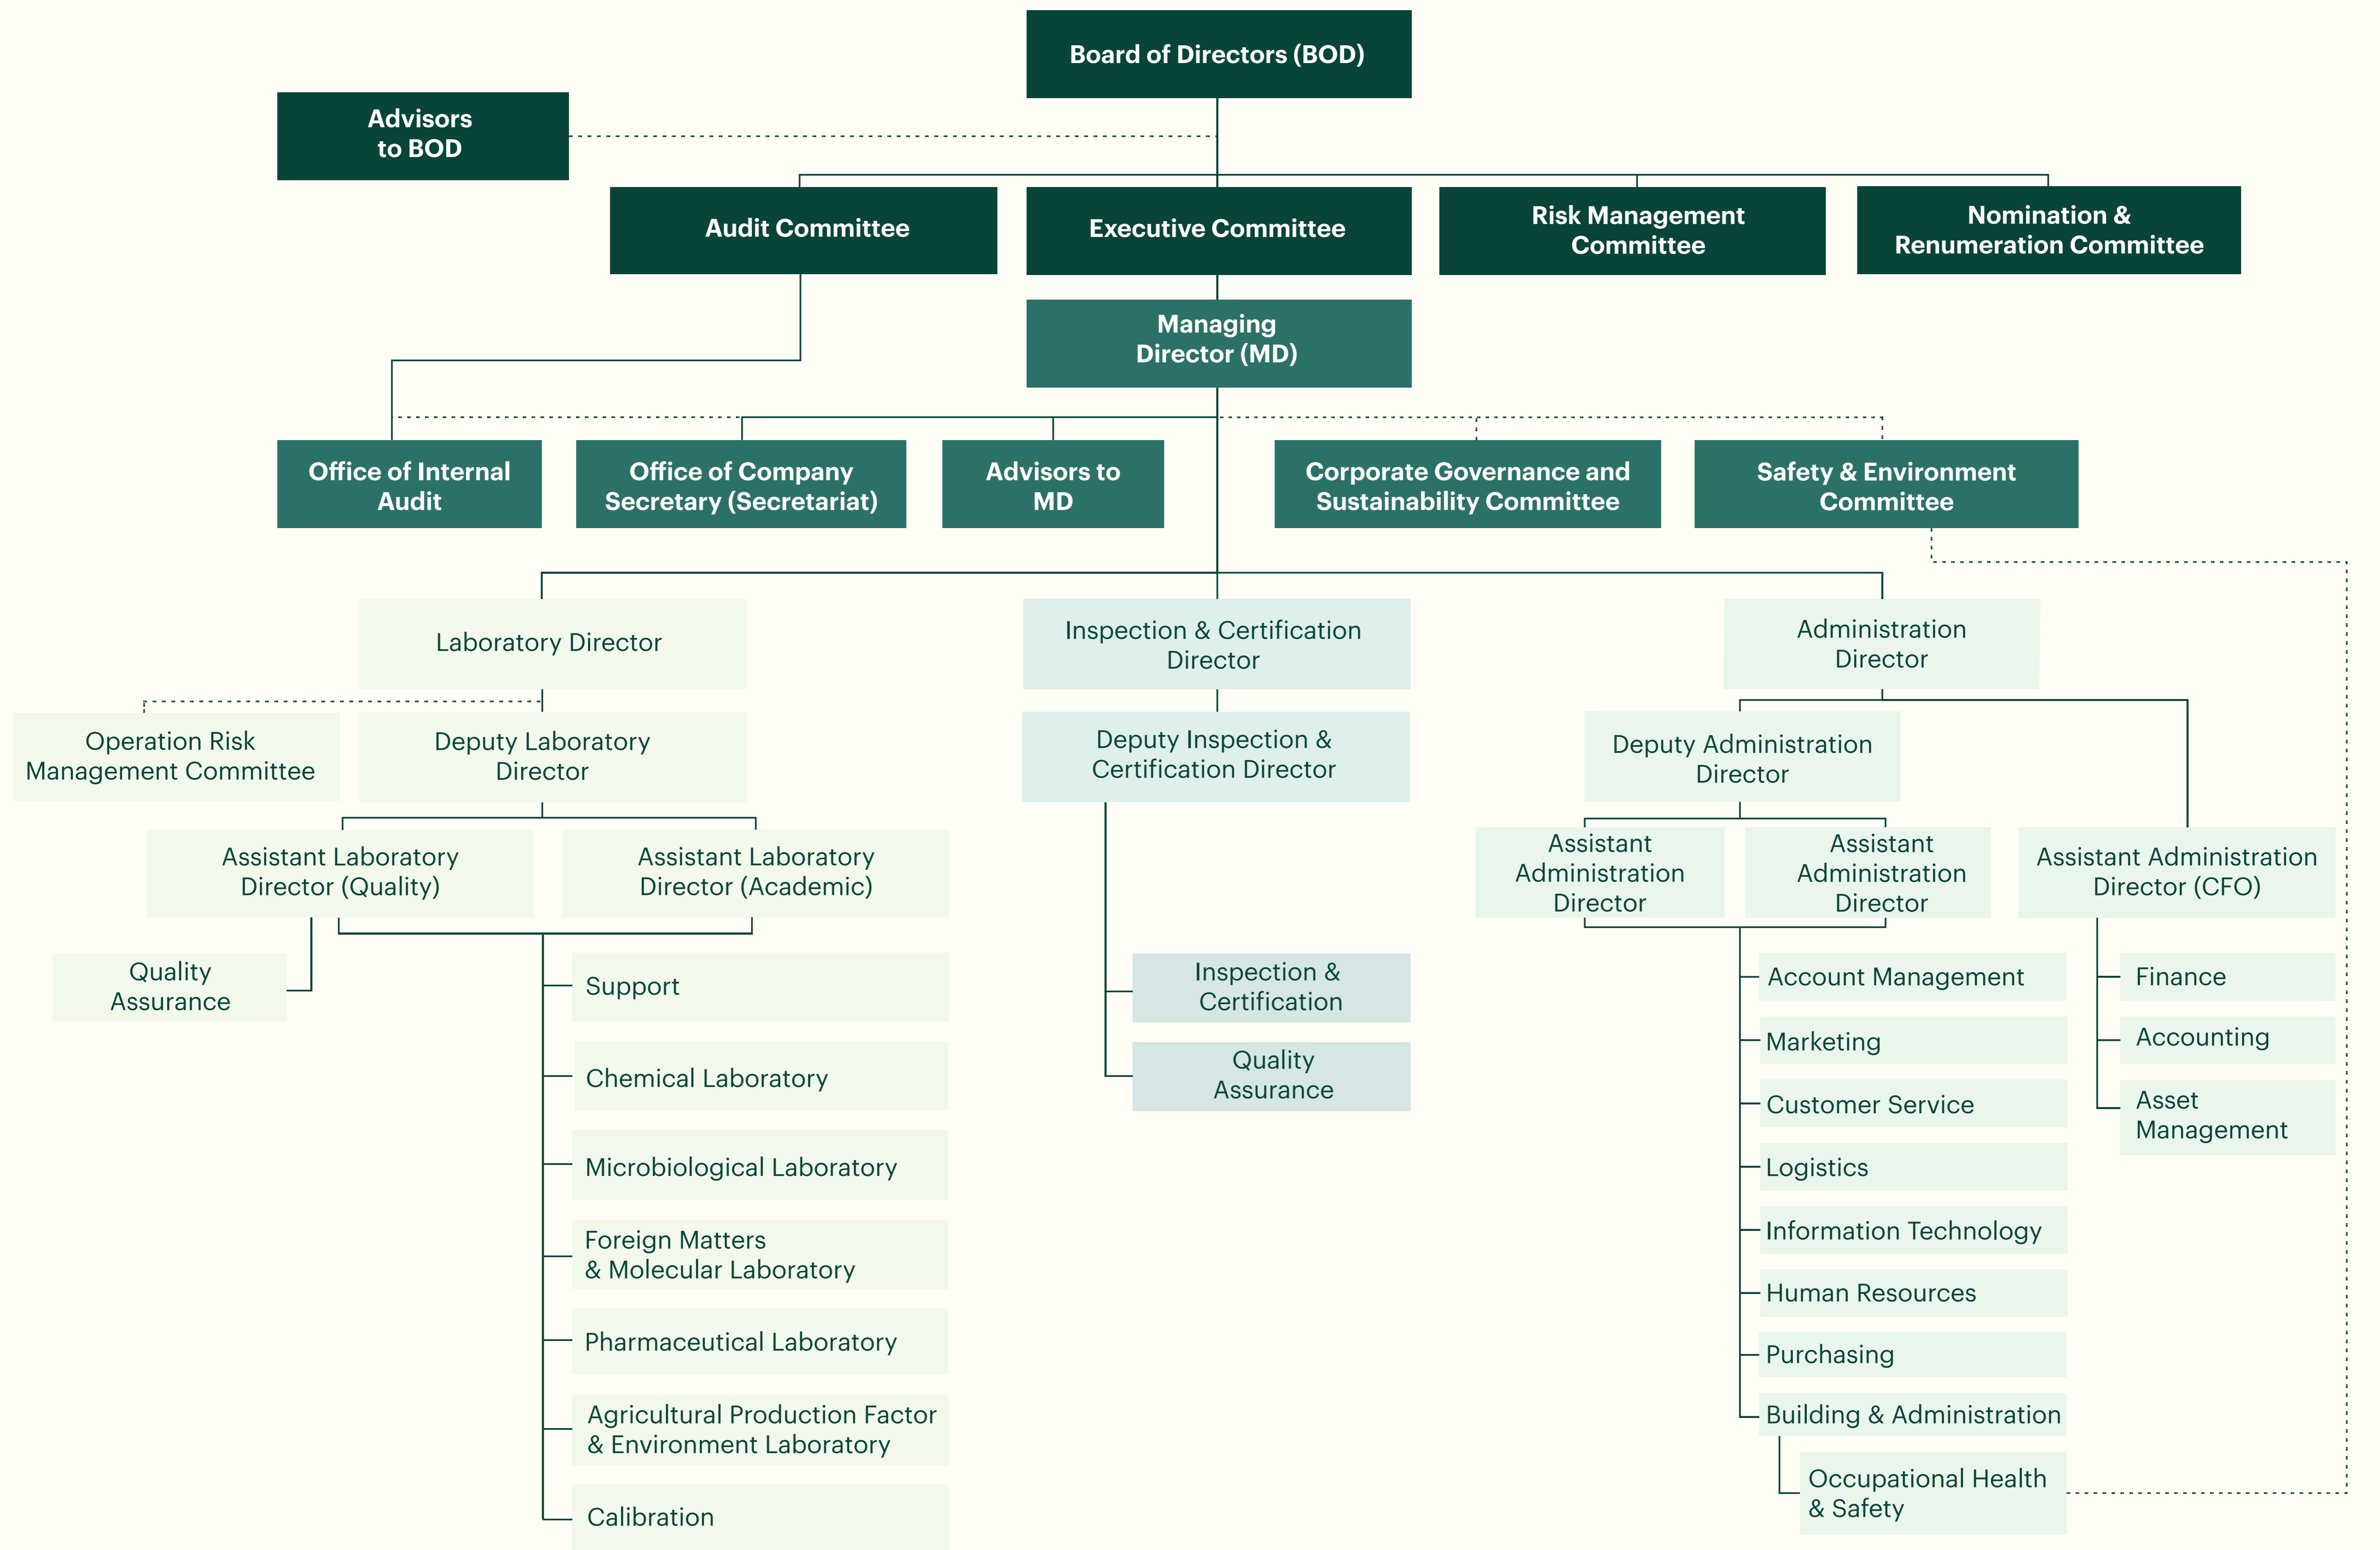 Board of Directors (BOD)
Advisors
to BOD
Audit Committee
Executive Committee
Risk Management
Committee
Nomination &
Renumeration Committee
Managing
Director (MD)
Office of Internal
Audit
Office of Company
Secretary (Secretariat)
Advisors to
MD
Corporate Governance and
Sustainability Committee
Safety & Environment
Committee
Laboratory Director
Inspection & Certification
Director
Administration
Director
Operation Risk
Management Committee
Deputy Laboratory
Director
Deputy Inspection &
Certification Director
Deputy Administration
Director
Assistant Laboratory
Director (Quality)
Assistant Laboratory
Director (Academic)
Assistant
Administration
Director
Assistant
Administration
Director
Assistant Administration
Director (CFO)
Quality
Assurance
Support
Chemical Laboratory
Microbiological Laboratory
Foreign Matters
& Molecular Laboratory
Pharmaceutical Laboratory
Agricultural Production Factor
& Environment Laboratory
Calibration
Inspection &
Certification
Quality
Assurance
Account Management
Marketing
Customer Service
Logistics
Information Technology
Human Resources
Purchasing
Building & Administration
Occupational Health
& Safety
Finance
Accounting
Asset
Management